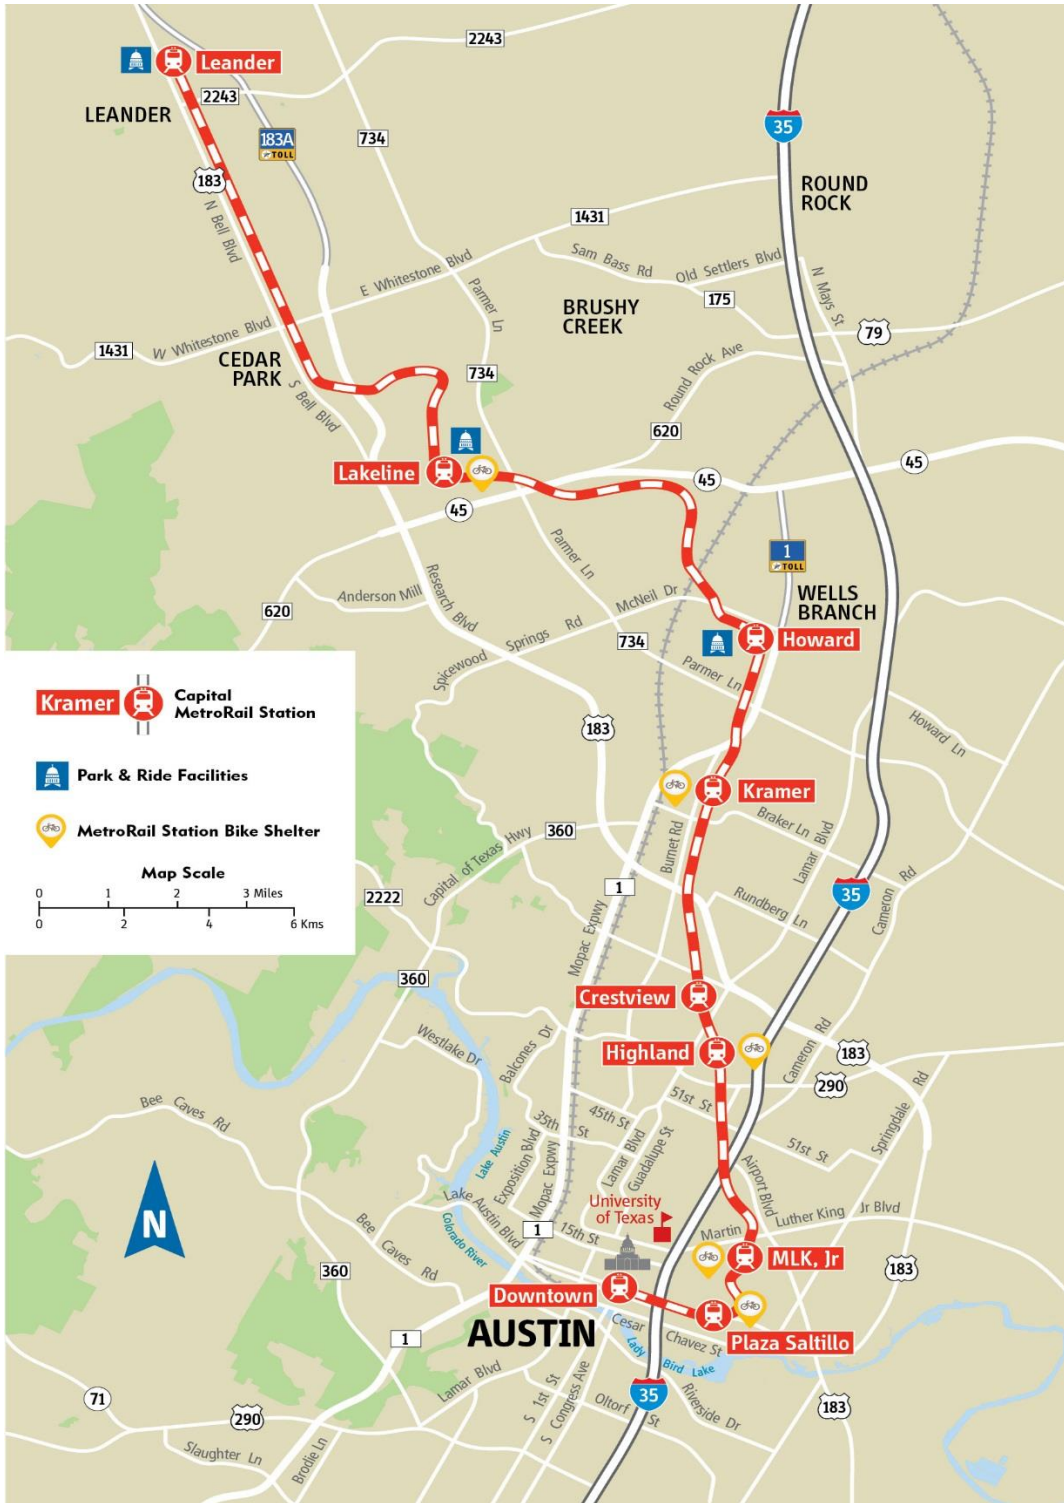 2243
Leander
2243
LEANDER
183A
TOLL
734
35
183
N Bell Blvd
ROUND
ROCK
1431
Sam Bass Rd
Old Settlers Blvd
E Whitestone Blvd
Parmer Ln
175
N Mays St
BRUSHY
CREEK
79
W Whitestone Blvd
1431
CEDAR
PARK
S Bell Blvd
734
Round Rock Ave
620
Lakeline
45
45
45
Parmer Ln
1
TOLL
Anderson Mill
Research Blvd
McNeil Dr
WELLS
BRANCH
620
Spicewood Springs Rd
734
Howard
Parmer Ln
Howard Ln
183
Kramer
Capital
MetroRail Station
Park & Ride Facilities
MetroRail Station Bike Shelter
Map Scale
0 1 2 3 Miles
0 2 4 6 Kms
Kramer
Braker Ln
Lamar Blvd
Burnet Rd
360
Capital of Texas Hwy
2222
1
Mopac Expwy
Rundberg Ln
35
Cameron Rd
360
Crestview
Westlake Dr
Balcones Dr
Highland
Cameron Rd
183
290
Springdale Rd
Bee Caves Rd
35th St
45th St
51st St
51st St
Lake Austin
Exposition Blvd
Mopac Expwy
Lamar Blvd
Guadalupe St
Airport Blvd
N
Lake Austin Blvd
Colorado River
1
15th St
University
of Texas
Martin Luther King Jr Blvd
Bee Caves Rd
360
MLK, Jr
183
Downtown
Plaza Saltillo
AUSTIN
Cesar Chavez St
Lady Bird Lake
1
Lamar Blvd
S 1st St
S Congress Ave
Oltorf St
35
Riverside Dr
183
71
290
Slaughter Ln
Brodie Ln